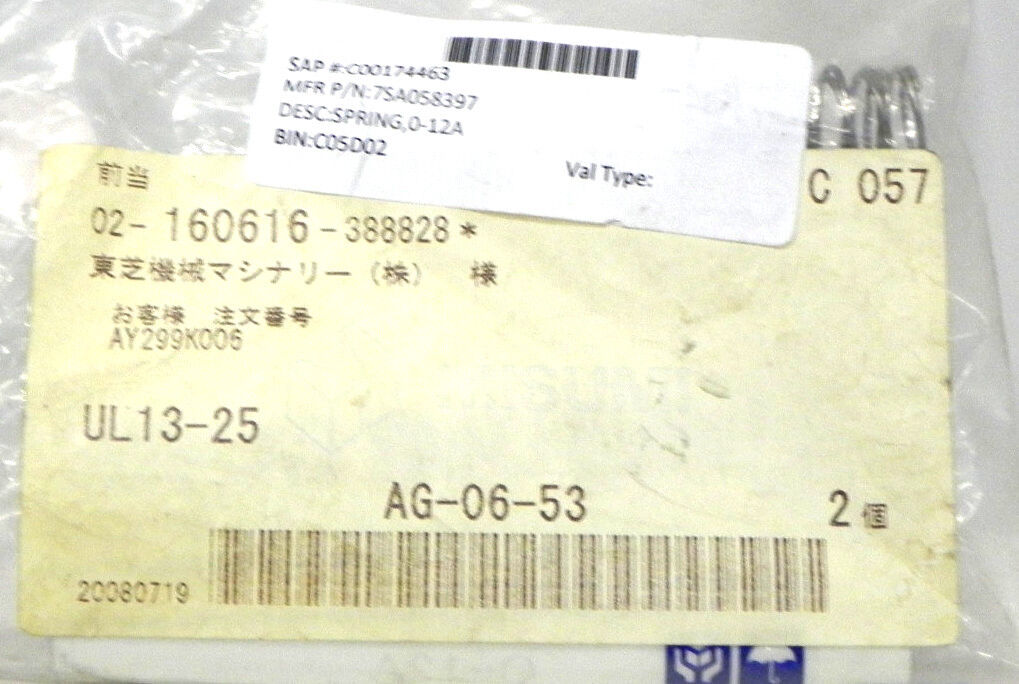 SAP #:C00174463
MFR P/N:7SA058397
DESC:SPRING,0-12A
BIN:C05D02
Val Type:
前当
C 057
02-160616-388828*
東芝機械マシナリー(株) 様
お客様 注文番号
AY299K006
UL13-25
AG-06-53
2個
20080719